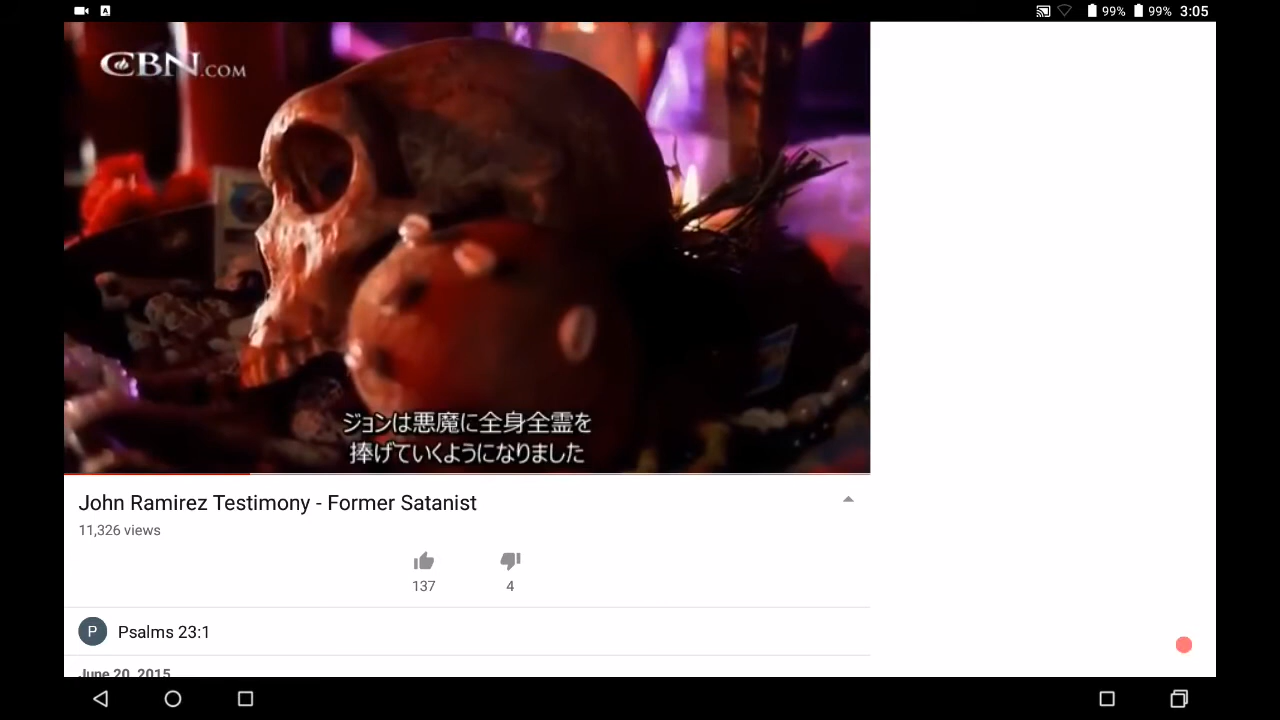 99% 99% 3:05
CBN.COM
ジョンは悪魔に全身全霊を
捧げていくようになりました
John Ramirez Testimony - Former Satanist
11,326 views
137 4
P Psalms 23:1
June 20, 2015